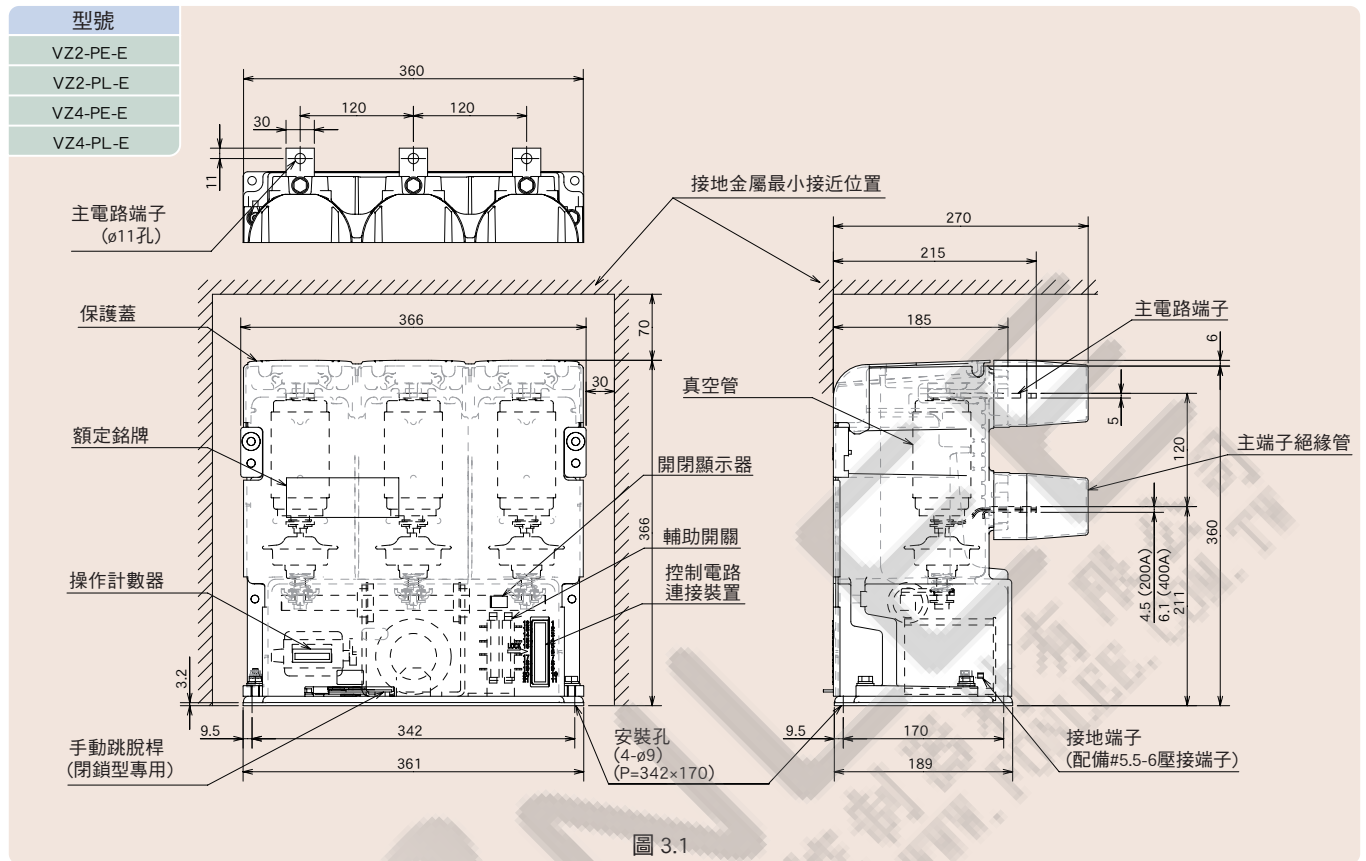 型號
VZ2-PE-E
VZ2-PL-E
VZ4-PE-E
VZ4-PL-E
360
120
120
30
11
主電路端子
(ø11孔)
接地金屬最小接近位置
270
215
185
保護蓋
366
70
30
主電路端子
6
真空管
5
120
額定銘牌
開閉顯示器
主端子絕緣管
366
輔助開關
操作計數器
控制電路
連接裝置
4.5 (200A)
6.1 (400A)
211
360
3.2
9.5
342
361
手動跳脫桿
(閉鎖型專用)
安裝孔
(4-ø9)
(P=342×170)
9.5
170
189
接地端子
(配備#5.5-6壓接端子)
圖 3.1